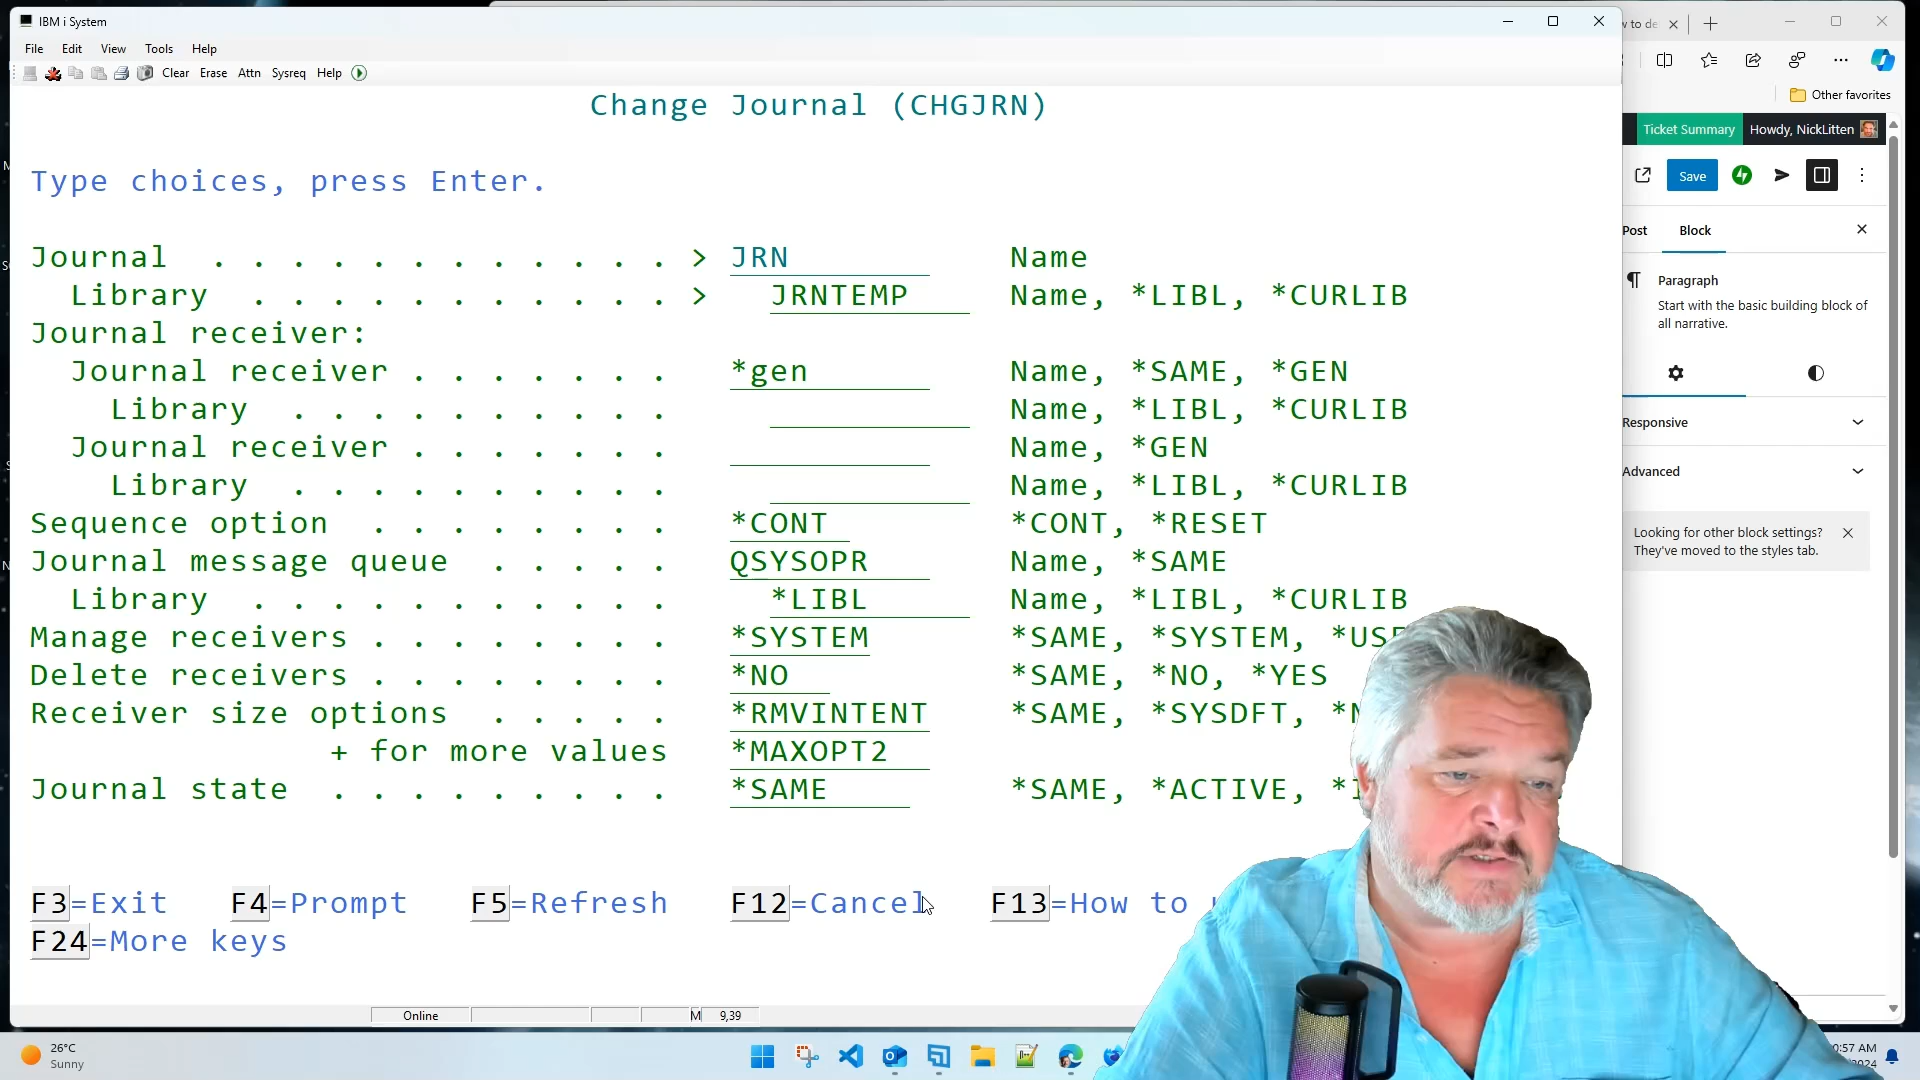 IBM i System
File Edit View Tools Help
Clear Erase Attn Sysreq Help
Change Journal (CHGJRN)
Type choices, press Enter.
Journal . . . . . . . . . . . . > JRN Name
Library . . . . . . . . . . . > JRNTEMP Name, *LIBL, *CURLIB
Journal receiver:
Journal receiver . . . . . . . *gen Name, *SAME, *GEN
Library . . . . . . . . . . Name, *LIBL, *CURLIB
Journal receiver . . . . . . . Name, *GEN
Library . . . . . . . . . . Name, *LIBL, *CURLIB
Sequence option . . . . . . . . *CONT *CONT, *RESET
Journal message queue . . . . . QSYSOPR Name, *SAME
Library . . . . . . . . . . . *LIBL Name, *LIBL, *CURLIB
Manage receivers . . . . . . . . *SYSTEM *SAME, *SYSTEM,
Delete receivers . . . . . . . . *NO *SAME, *NO, *YES
Receiver size options . . . . . *RMVINTENT *SAME, *SYSDFT,
+ for more values *MAXOPT2
Journal state . . . . . . . . . *SAME *SAME, *ACTIVE,
F3=Exit F4=Prompt F5=Refresh F12=Cancel F13=How to
F24=More keys
Online M 9,39
to de
Other favorites
Ticket Summary Howdy, NickLitten
Save
Post Block
Paragraph
Start with the basic building block of
all narrative.
Responsive
Advanced
Looking for other block settings?
They've moved to the styles tab.
26°C
Sunny
:57 AM
2024